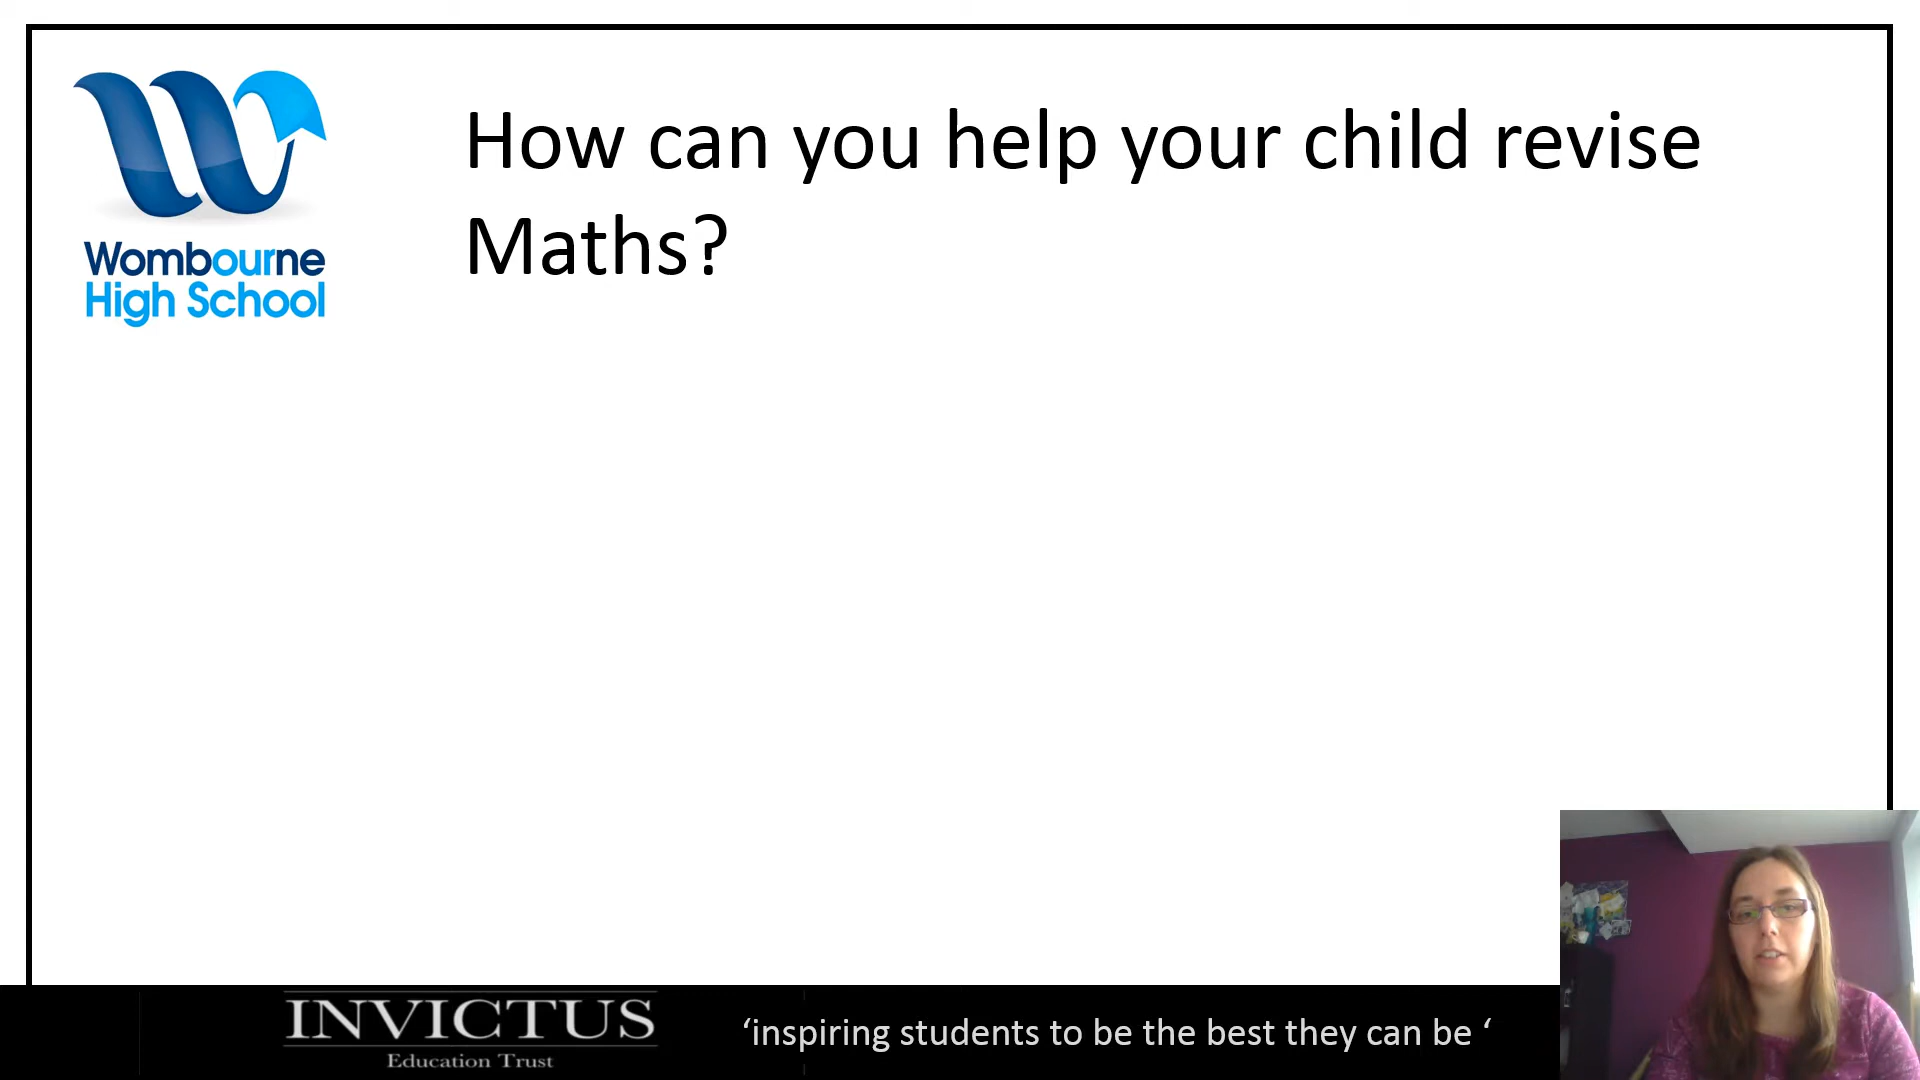 How can you help your child revise
Maths?
Wombourne
High School
INVICTUS
Education Trust
‘inspiring students to be the best they can be ‘